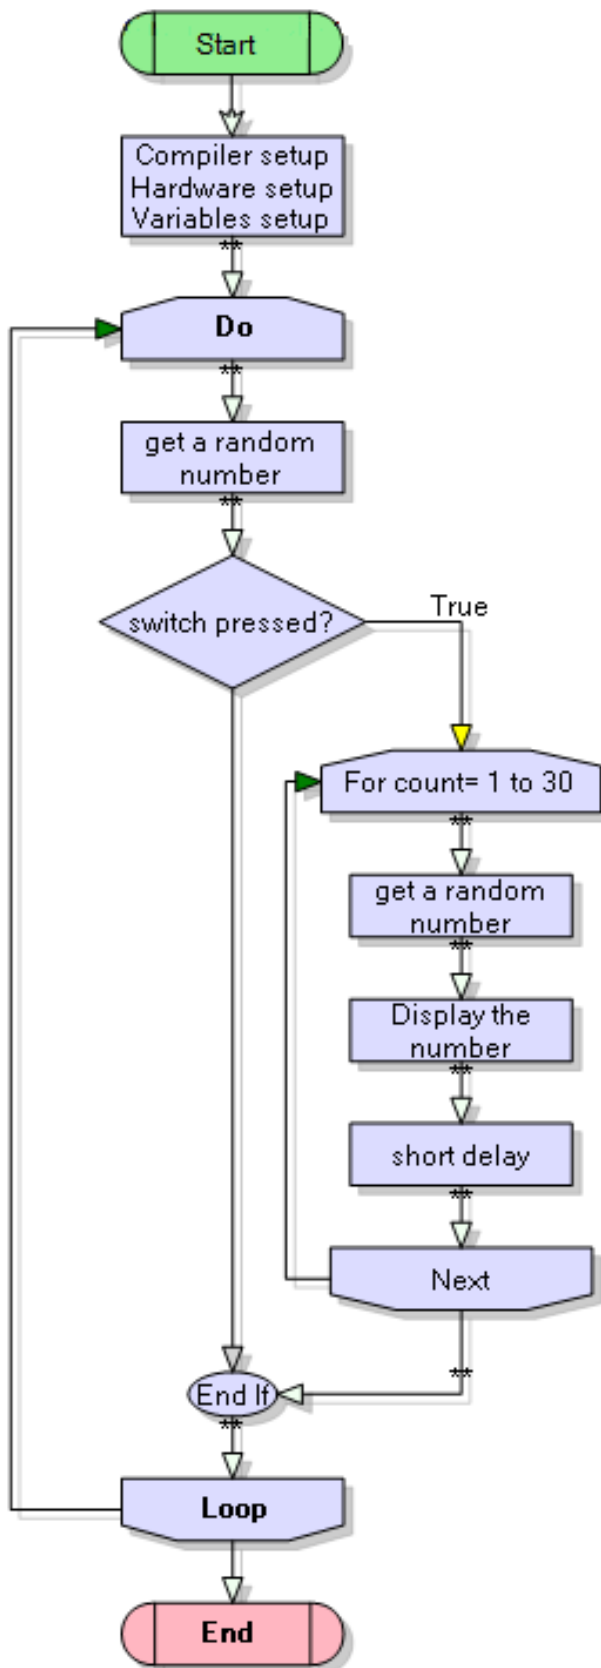 Start
Compiler setup
Hardware setup
Variables setup
**
Do
**
get a random
number
**
switch pressed?
True
For count= 1 to 30
**
get a random
number
**
Display the
number
**
short delay
**
Next
**
End If
**
Loop
End